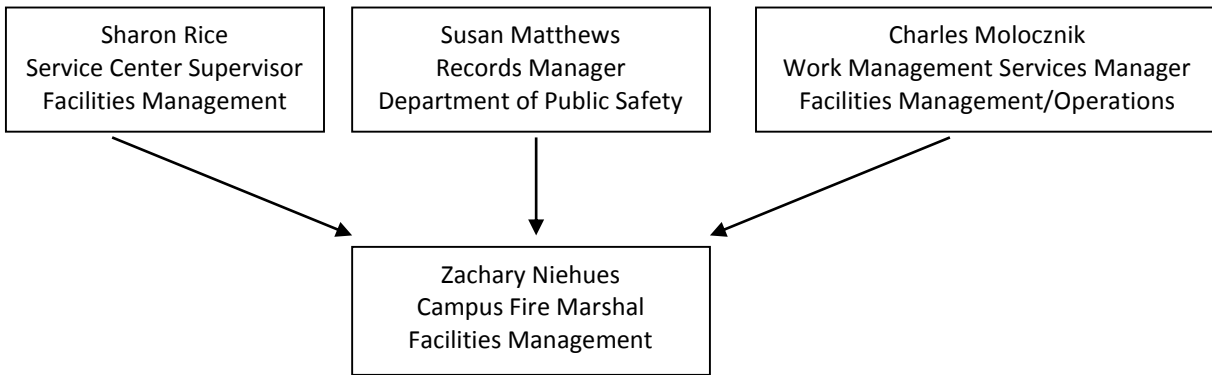 Sharon Rice
Service Center Supervisor
Facilities Management
Susan Matthews
Records Manager
Department of Public Safety
Charles Molocznik
Work Management Services Manager
Facilities Management/Operations
Zachary Niehues
Campus Fire Marshal
Facilities Management